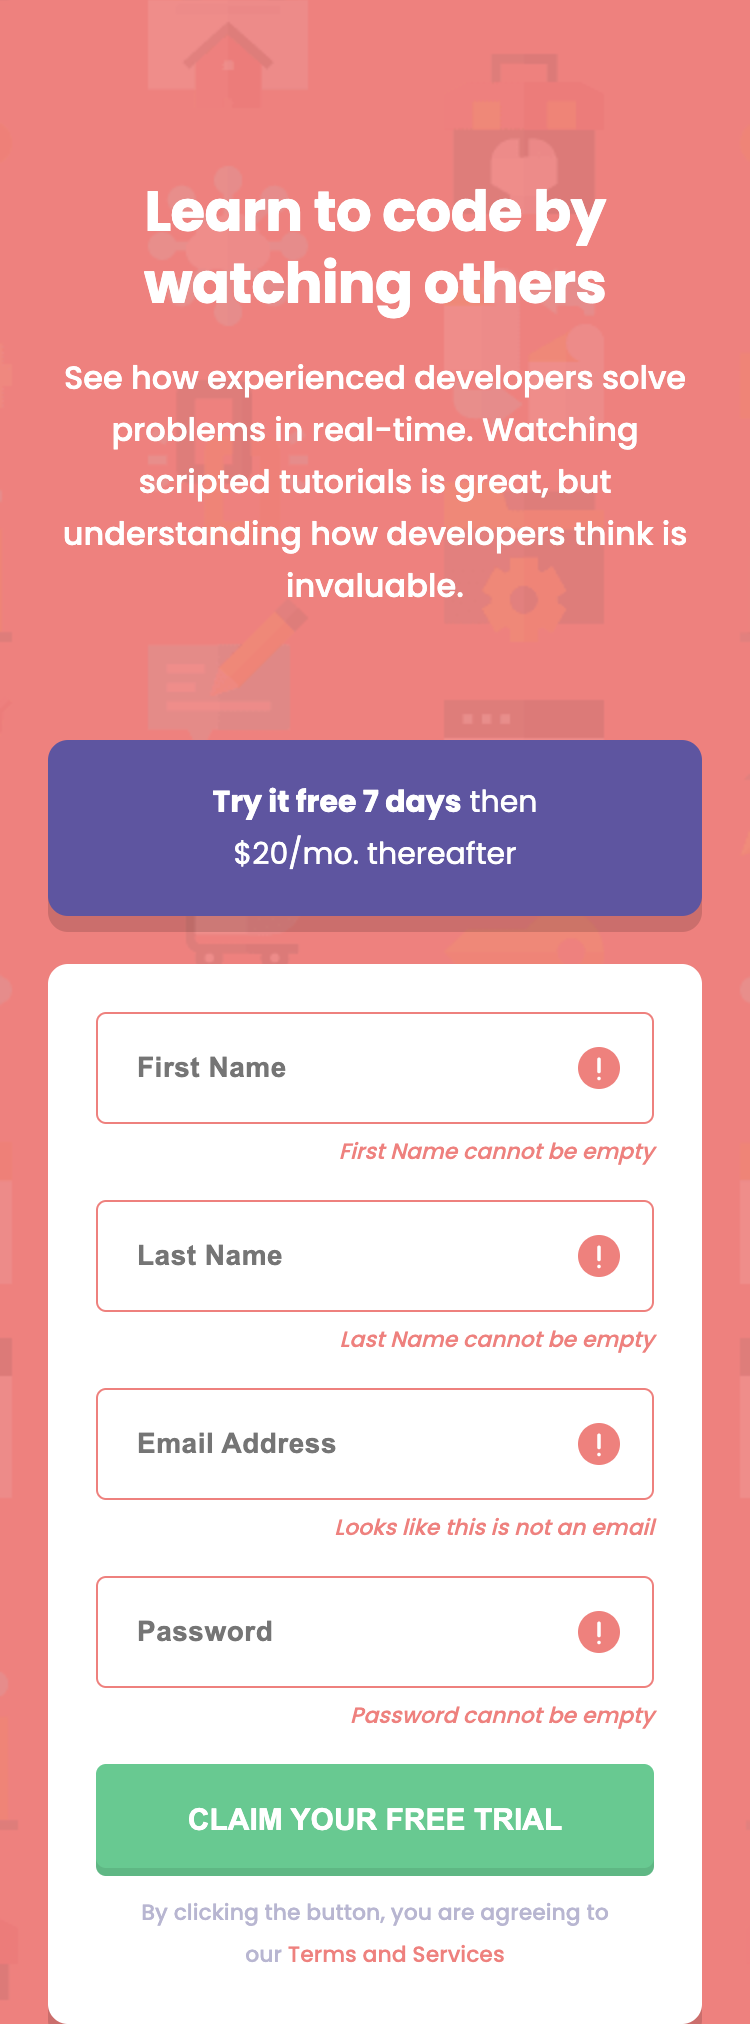 Learn to code by
watching others
See how experienced developers solve
problems in real-time. Watching
scripted tutorials is great, but
understanding how developers think is
invaluable.
Try it free 7 days then
$20/mo. thereafter
First Name
First Name cannot be empty
Last Name
Last Name cannot be empty
Email Address
Looks like this is not an email
Password
Password cannot be empty
CLAIM YOUR FREE TRIAL
By clicking the button, you are agreeing to
our Terms and Services